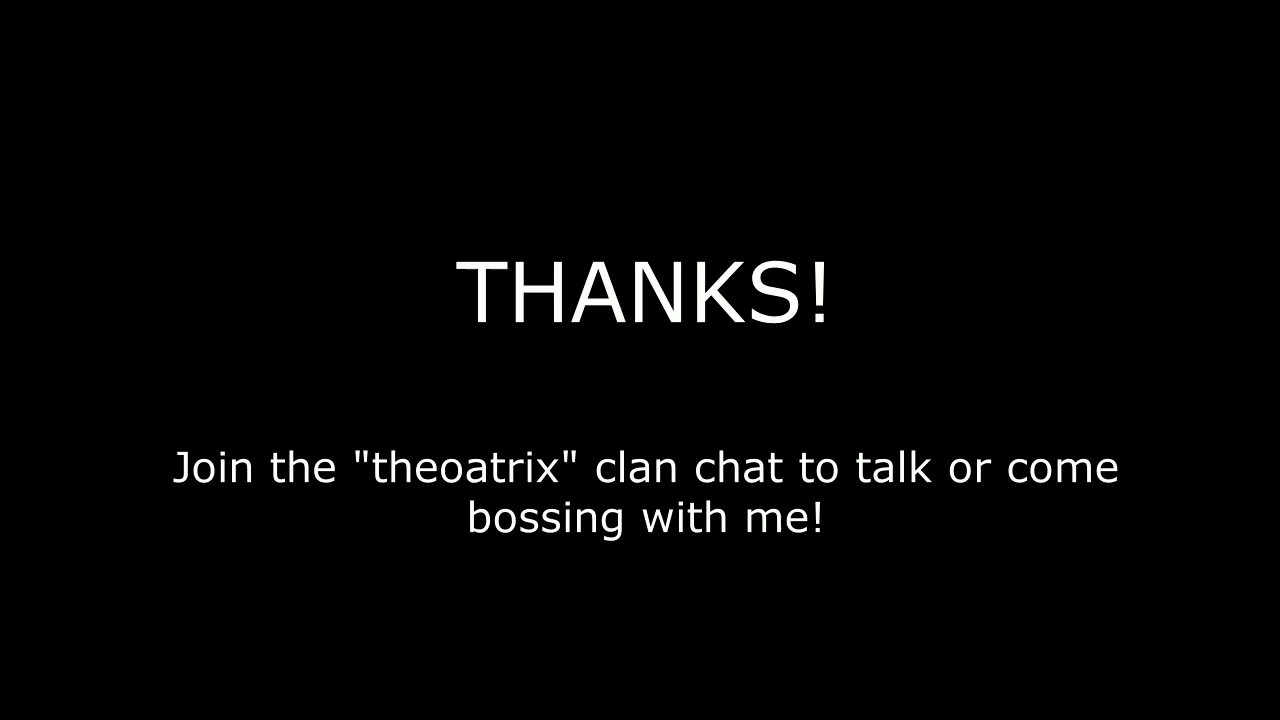 THANKS!
Join the "theoatrix" clan chat to talk or come
bossing with me!